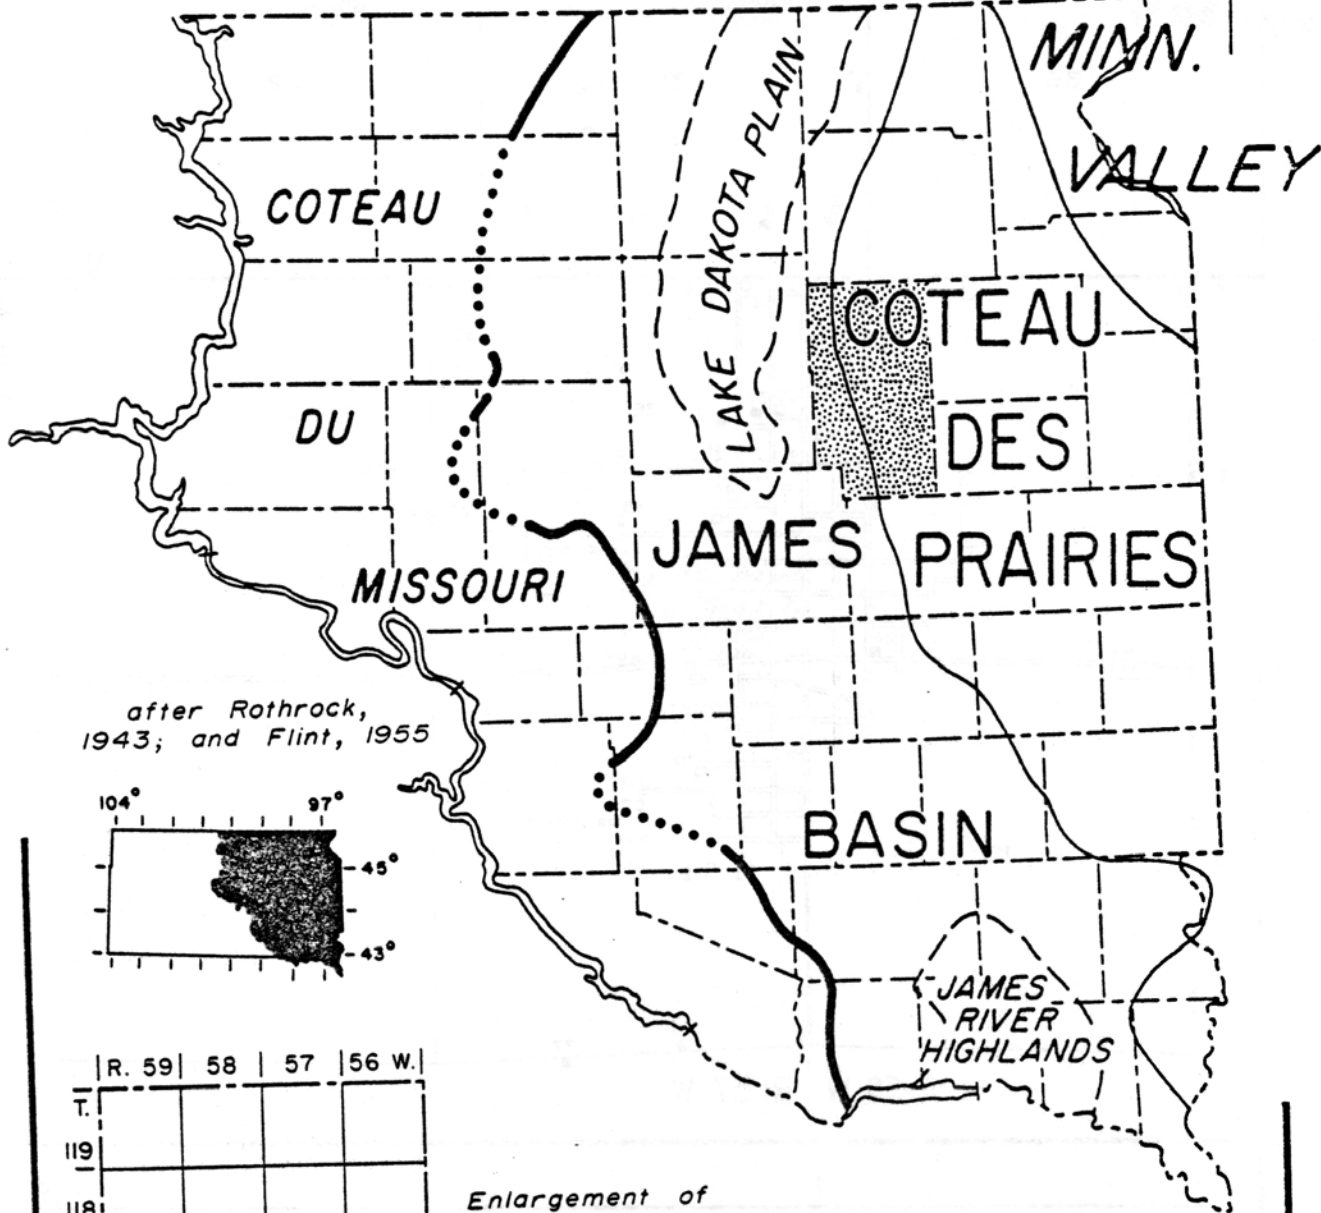 MINN.
VALLEY
COTEAU
DU
MISSOURI
LAKE DAKOTA PLAIN
COTEAU
DES
PRAIRIES
JAMES
BASIN
JAMES
RIVER
HIGHLANDS
after Rothrock,
1943; and Flint, 1955
104° 97°
45°
43°
R. 59 58 57 56 W.
T.
119
118
Enlargement of